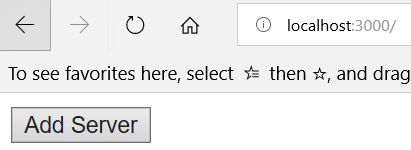 localhost:3000/
To see favorites here, select then , and drag
Add Server